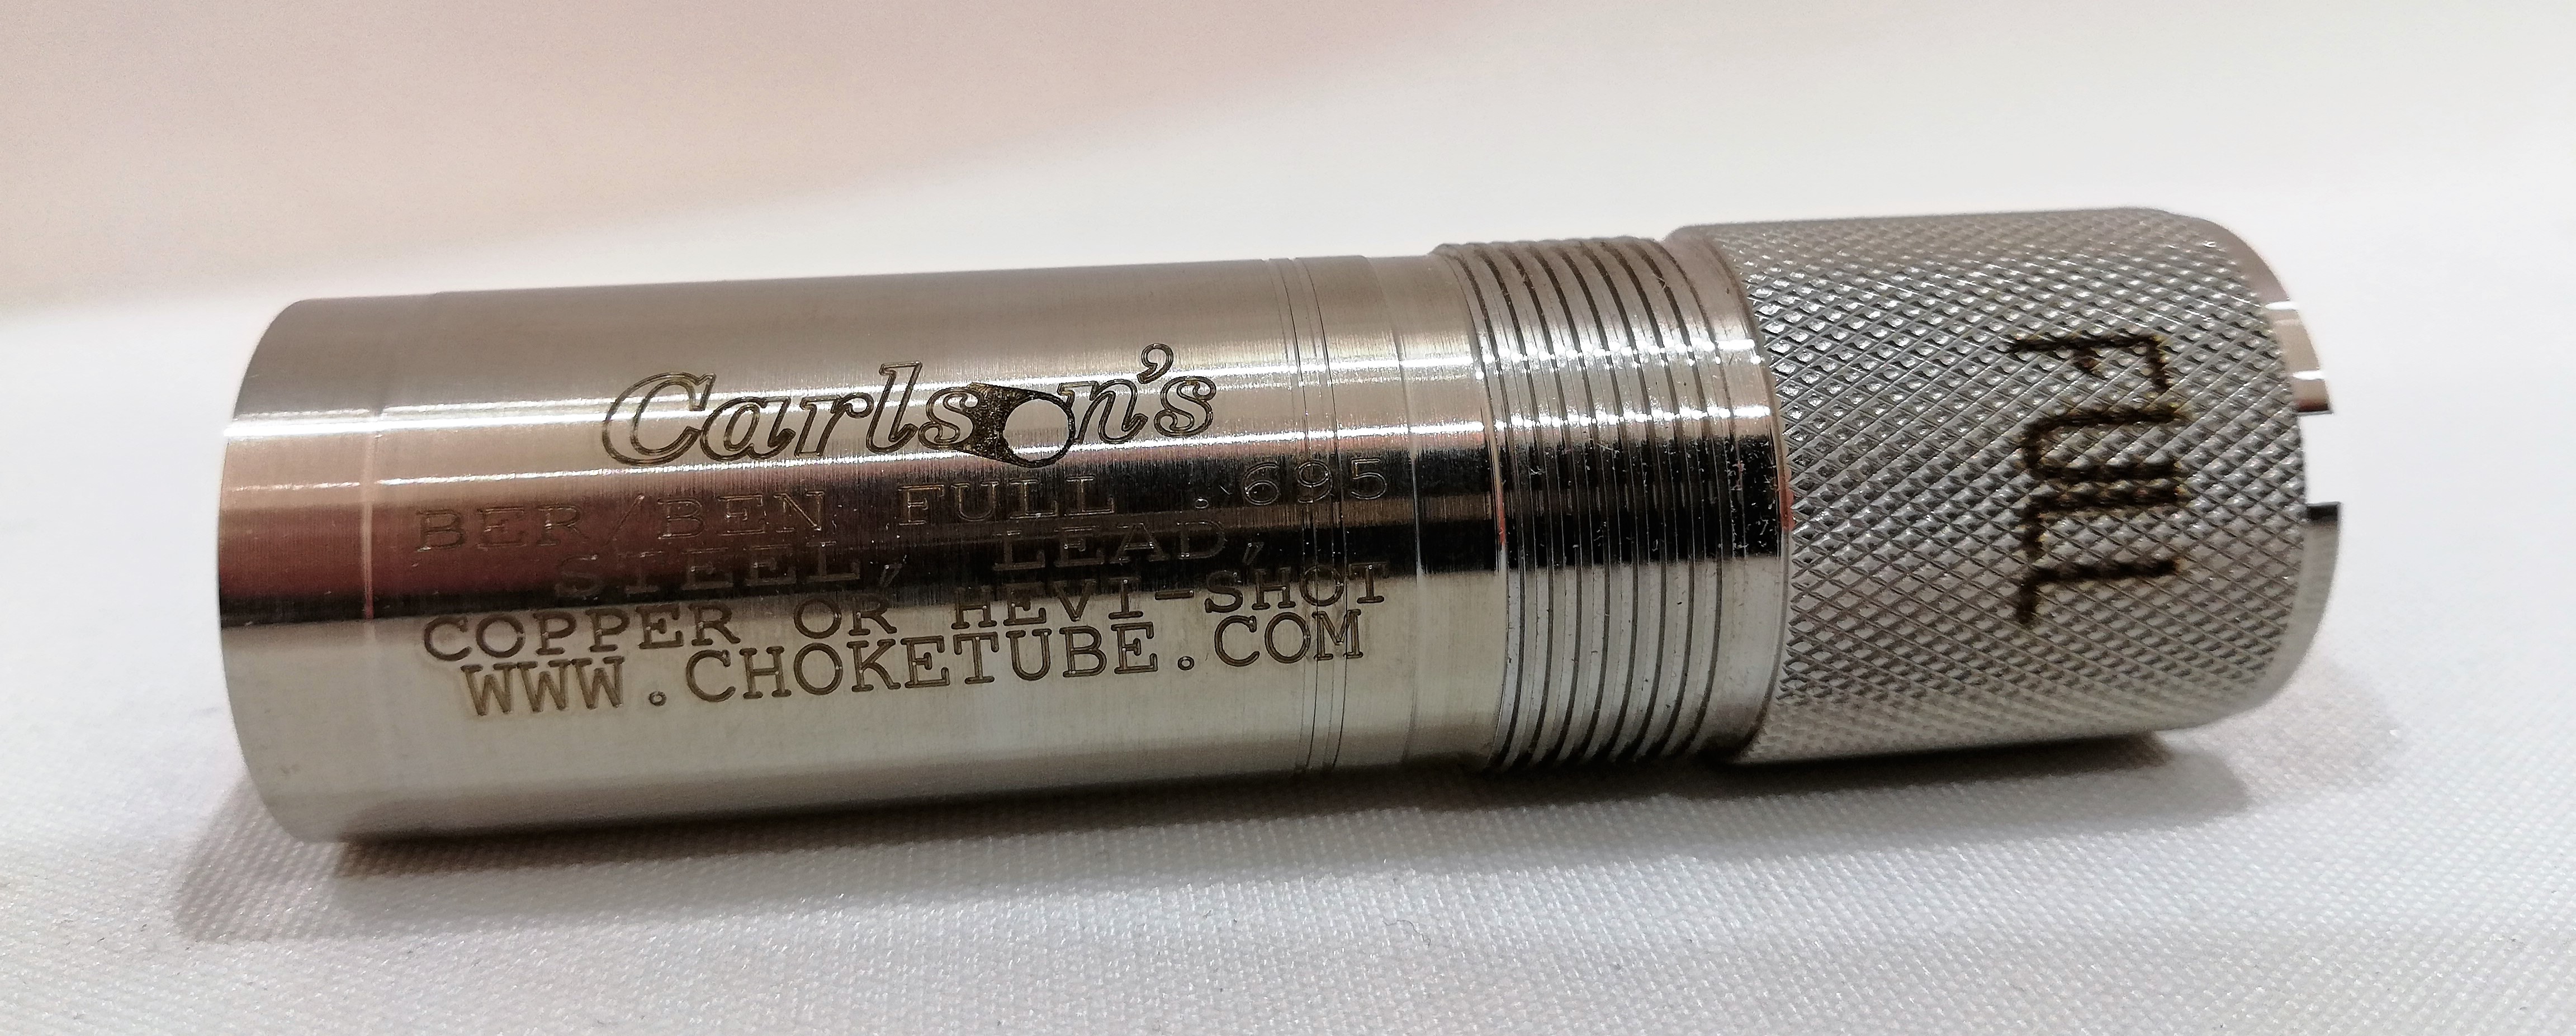 Carlson's
BER/BEN FULL .695
STEEL, LEAD,
COPPER OR HEVI-SHOT
WWW.CHOKETUBE.COM
FULL